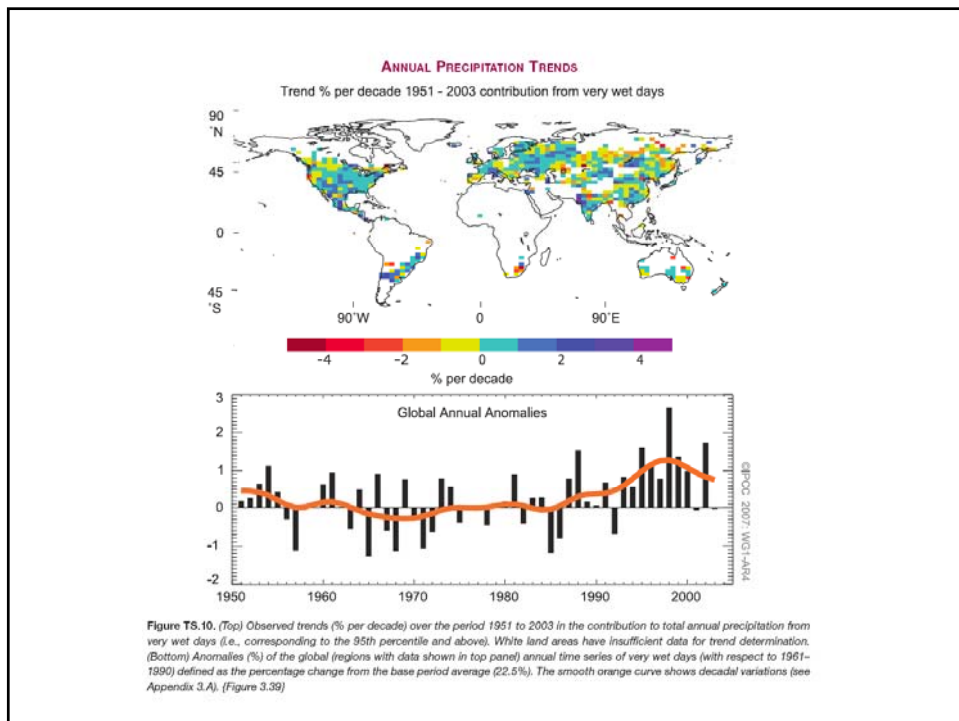 ANNUAL PRECIPITATION TRENDS
Trend % per decade 1951 - 2003 contribution from very wet days
90
°N
45
0
45
°S
90°W 0 90°E
-4 -2 0 2 4
% per decade
Global Annual Anomalies
3
2
1
0
-1
-2
1950 1960 1970 1980 1990 2000
©IPCC 2007: WG1-AR4
Figure TS.10. (Top) Observed trends (% per decade) over the period 1951 to 2003 in the contribution to total annual precipitation from
very wet days (i.e., corresponding to the 95th percentile and above). White land areas have insufficient data for trend determination.
(Bottom) Anomalies (%) of the global (regions with data shown in top panel) annual time series of very wet days (with respect to 1961–
1990) defined as the percentage change from the base period average (22.5%). The smooth orange curve shows decadal variations (see
Appendix 3.A). {Figure 3.39}